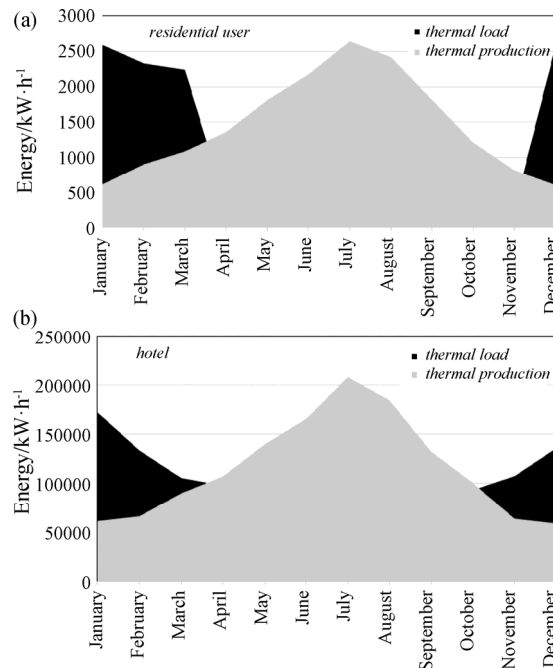 (a)
residential user
thermal load
thermal production
Energy/kW·h⁻¹
3000
2500
2000
1500
1000
500
0
January
February
March
April
May
June
July
August
September
October
November
December
(b)
hotel
thermal load
thermal production
Energy/kW·h⁻¹
250000
200000
150000
100000
50000
0
January
February
March
April
May
June
July
August
September
October
November
December